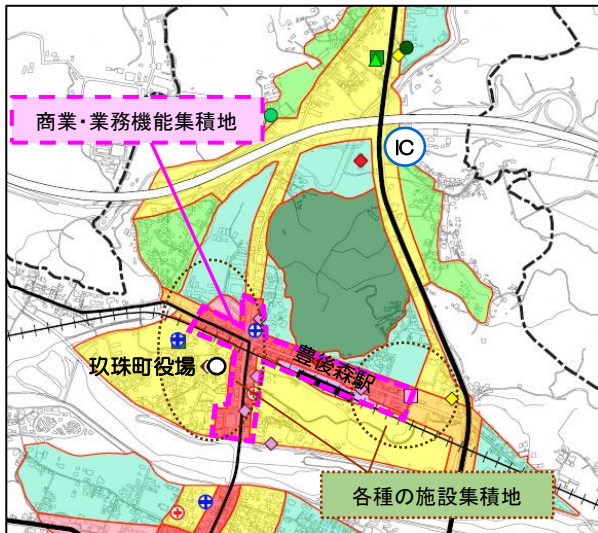 商業・業務機能集積地
IC
玖珠町役場
豊後森駅
各種の施設集積地